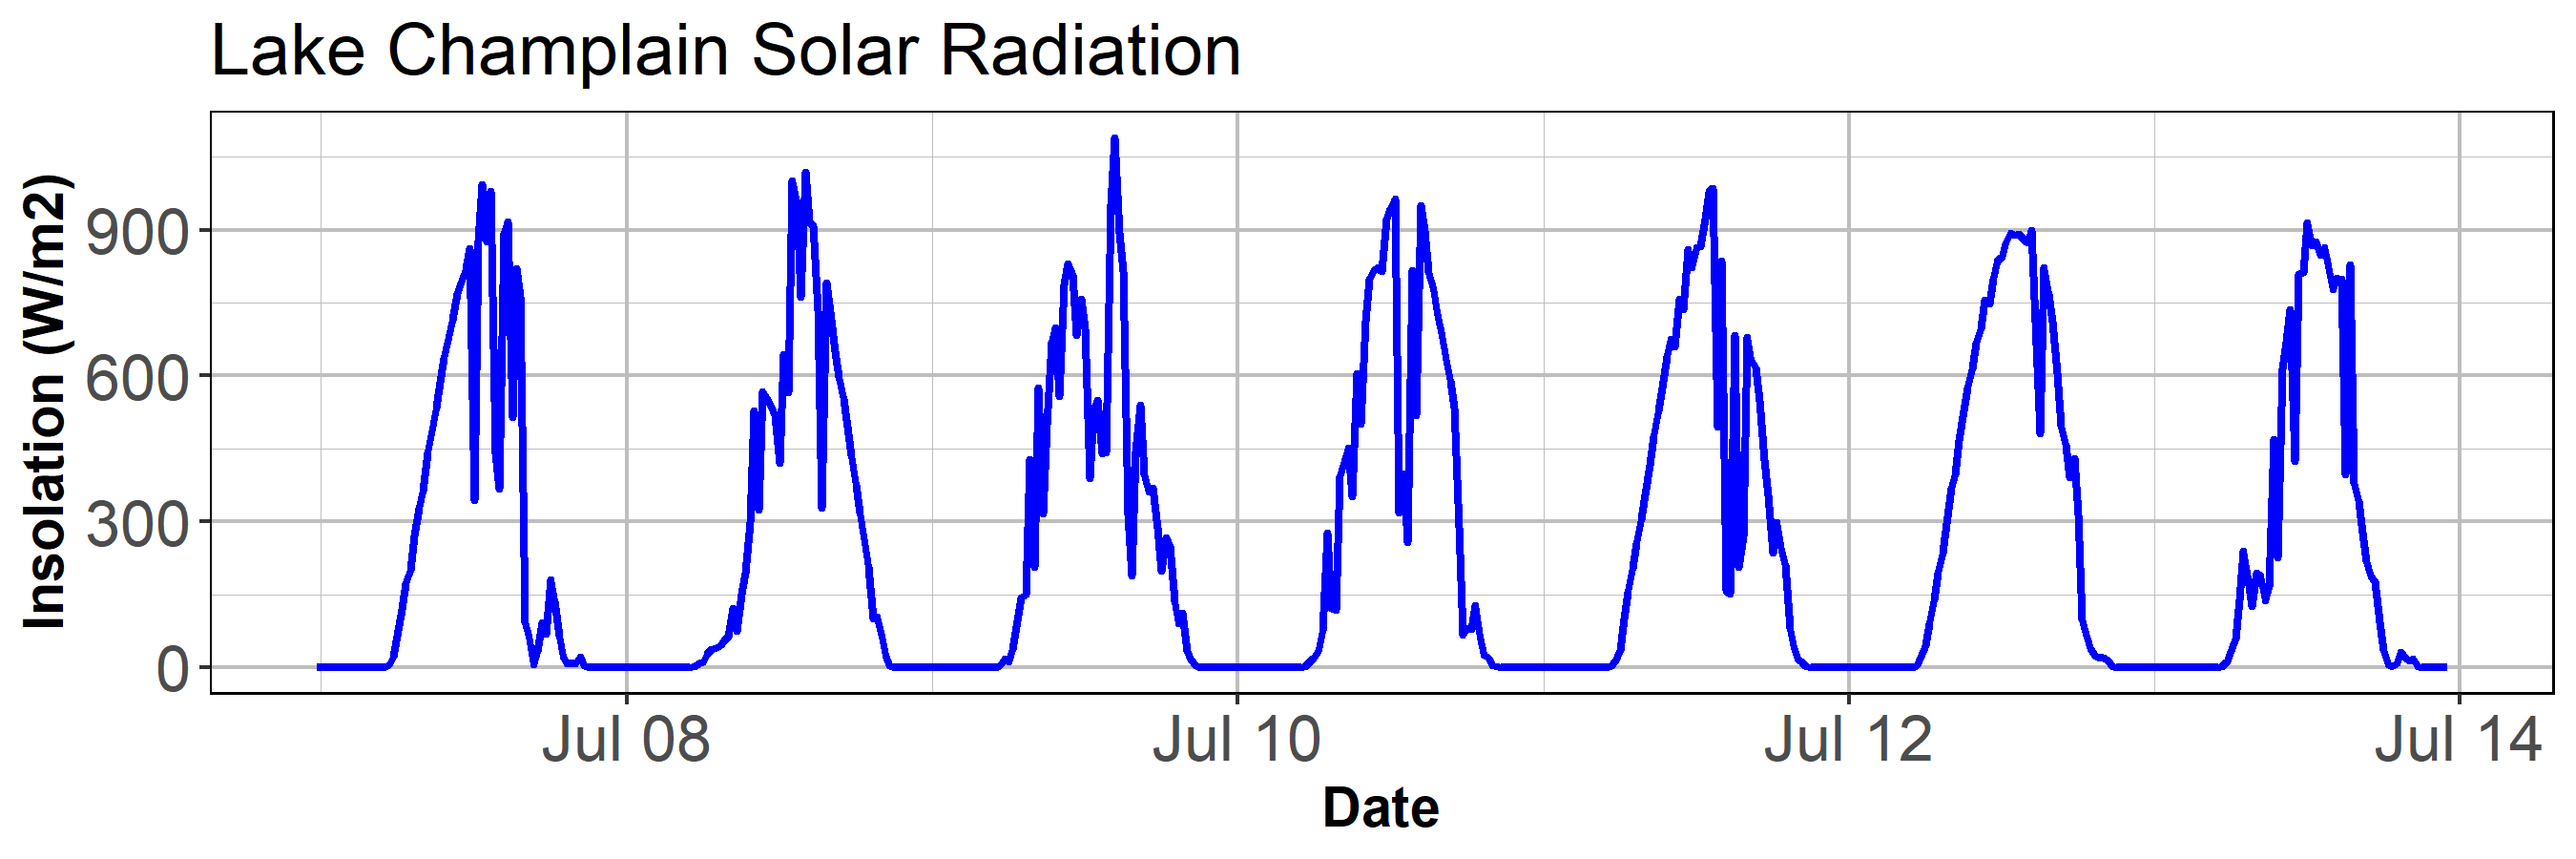 Lake Champlain Solar Radiation
Insolation (W/m2)
900
600
300
0
Jul 08 Jul 10 Jul 12 Jul 14
Date